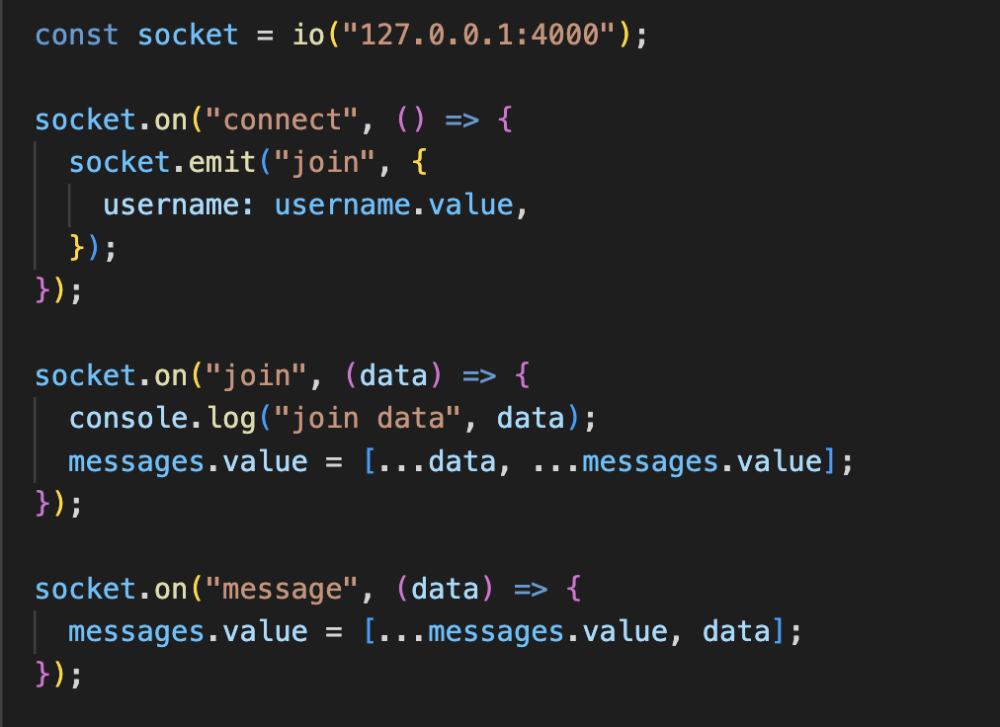 const socket = io("127.0.0.1:4000");
socket.on("connect", () => {
socket.emit("join", {
username: username.value,
});
});
socket.on("join", (data) => {
console.log("join data", data);
messages.value = [...data, ...messages.value];
});
socket.on("message", (data) => {
messages.value = [...messages.value, data];
});